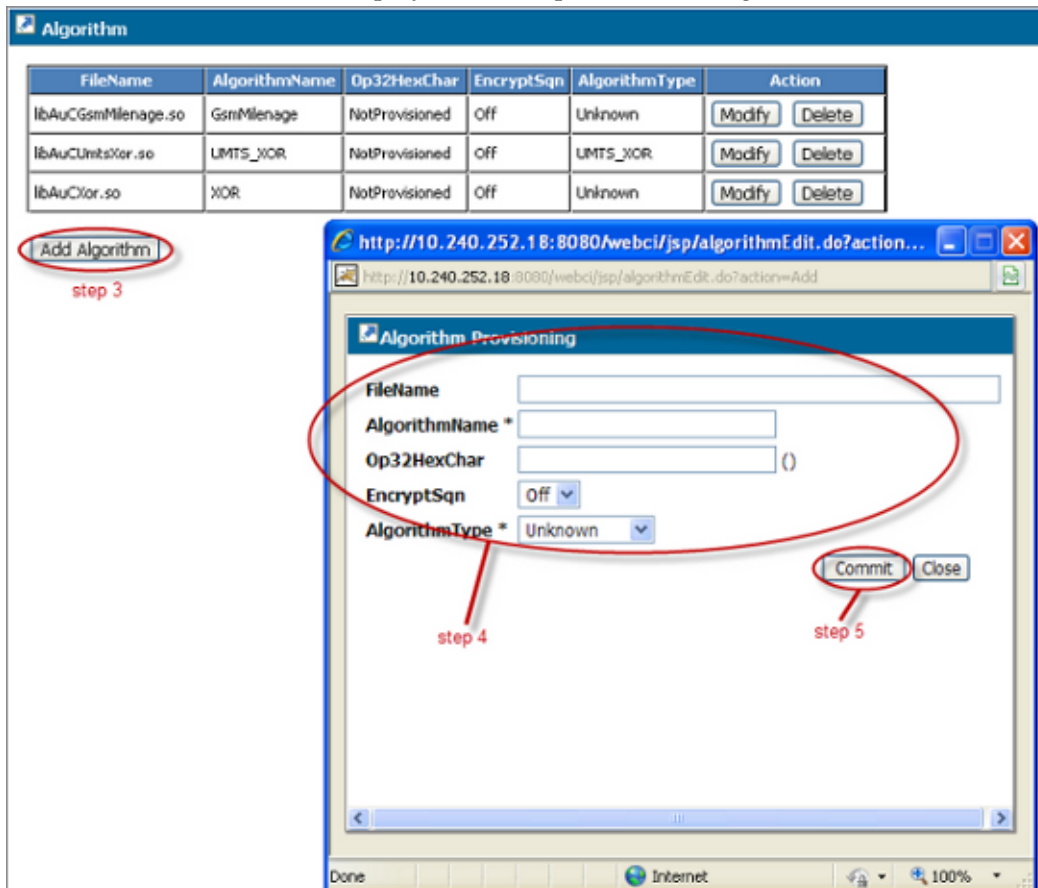 Algorithm
FileName AlgorithmName Op32HexChar EncryptSqn AlgorithmType Action
libAuCGsmMilenage.so GsmMilenage NotProvisioned Off Unknown Modify Delete
libAuCUmtsXor.so UMTS_XOR NotProvisioned Off UMTS_XOR Modify Delete
libAuCXor.so XOR NotProvisioned Off Unknown Modify Delete
Add Algorithm
step 3
http://10.240.252.18:8080/webci/jsp/algorithmEdit.do?action...
http://10.240.252.18:8080/webci/jsp/algorithmEdit.do?action=Add
Algorithm Provisioning
FileName
AlgorithmName *
Op32HexChar ()
EncryptSqn Off
AlgorithmType * Unknown
Commit Close
step 4
step 5
Done Internet 100%